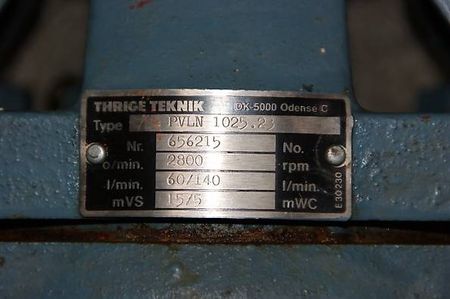 THRIGE TEKNIK DK-5000 Odense C
Type PVLN 1025.23
Nr. 656215 No.
o/min. 2800 rpm
l/min. 60/140 l/min.
mVS 15/5 mWC
E 30230